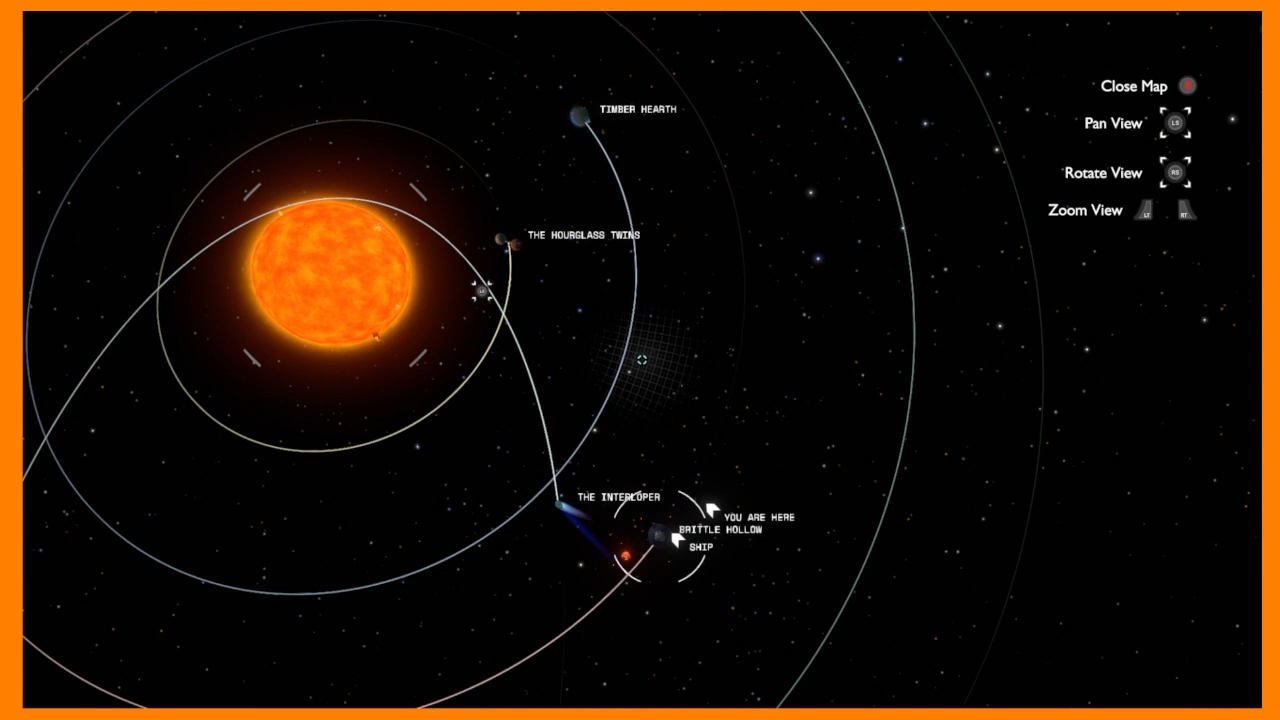 Close Map
TIMBER HEARTH
Pan View LS
Rotate View RS
Zoom View LT RT
THE HOURGLASS TWINS
LS
THE INTERLOPER
YOU ARE HERE
BRITTLE HOLLOW
SHIP